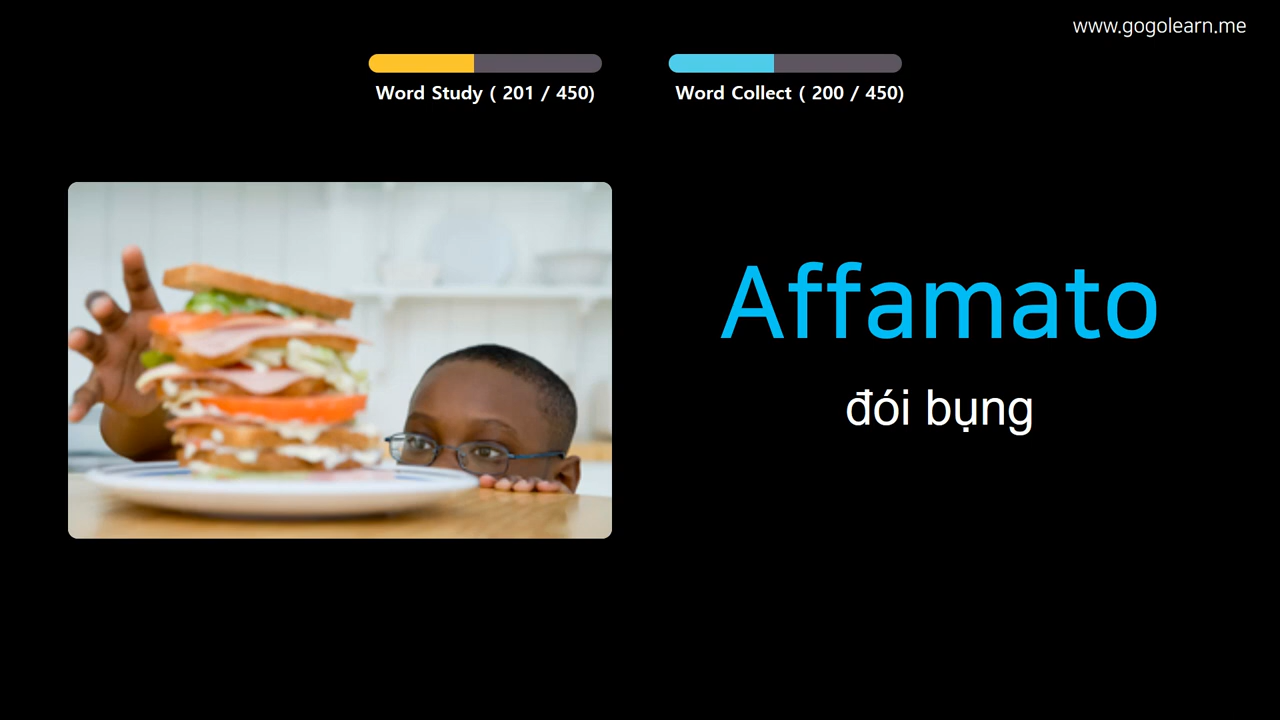 www.gogolearn.me
Word Study ( 201 / 450)
Word Collect ( 200 / 450)
Affamato
đói bụng